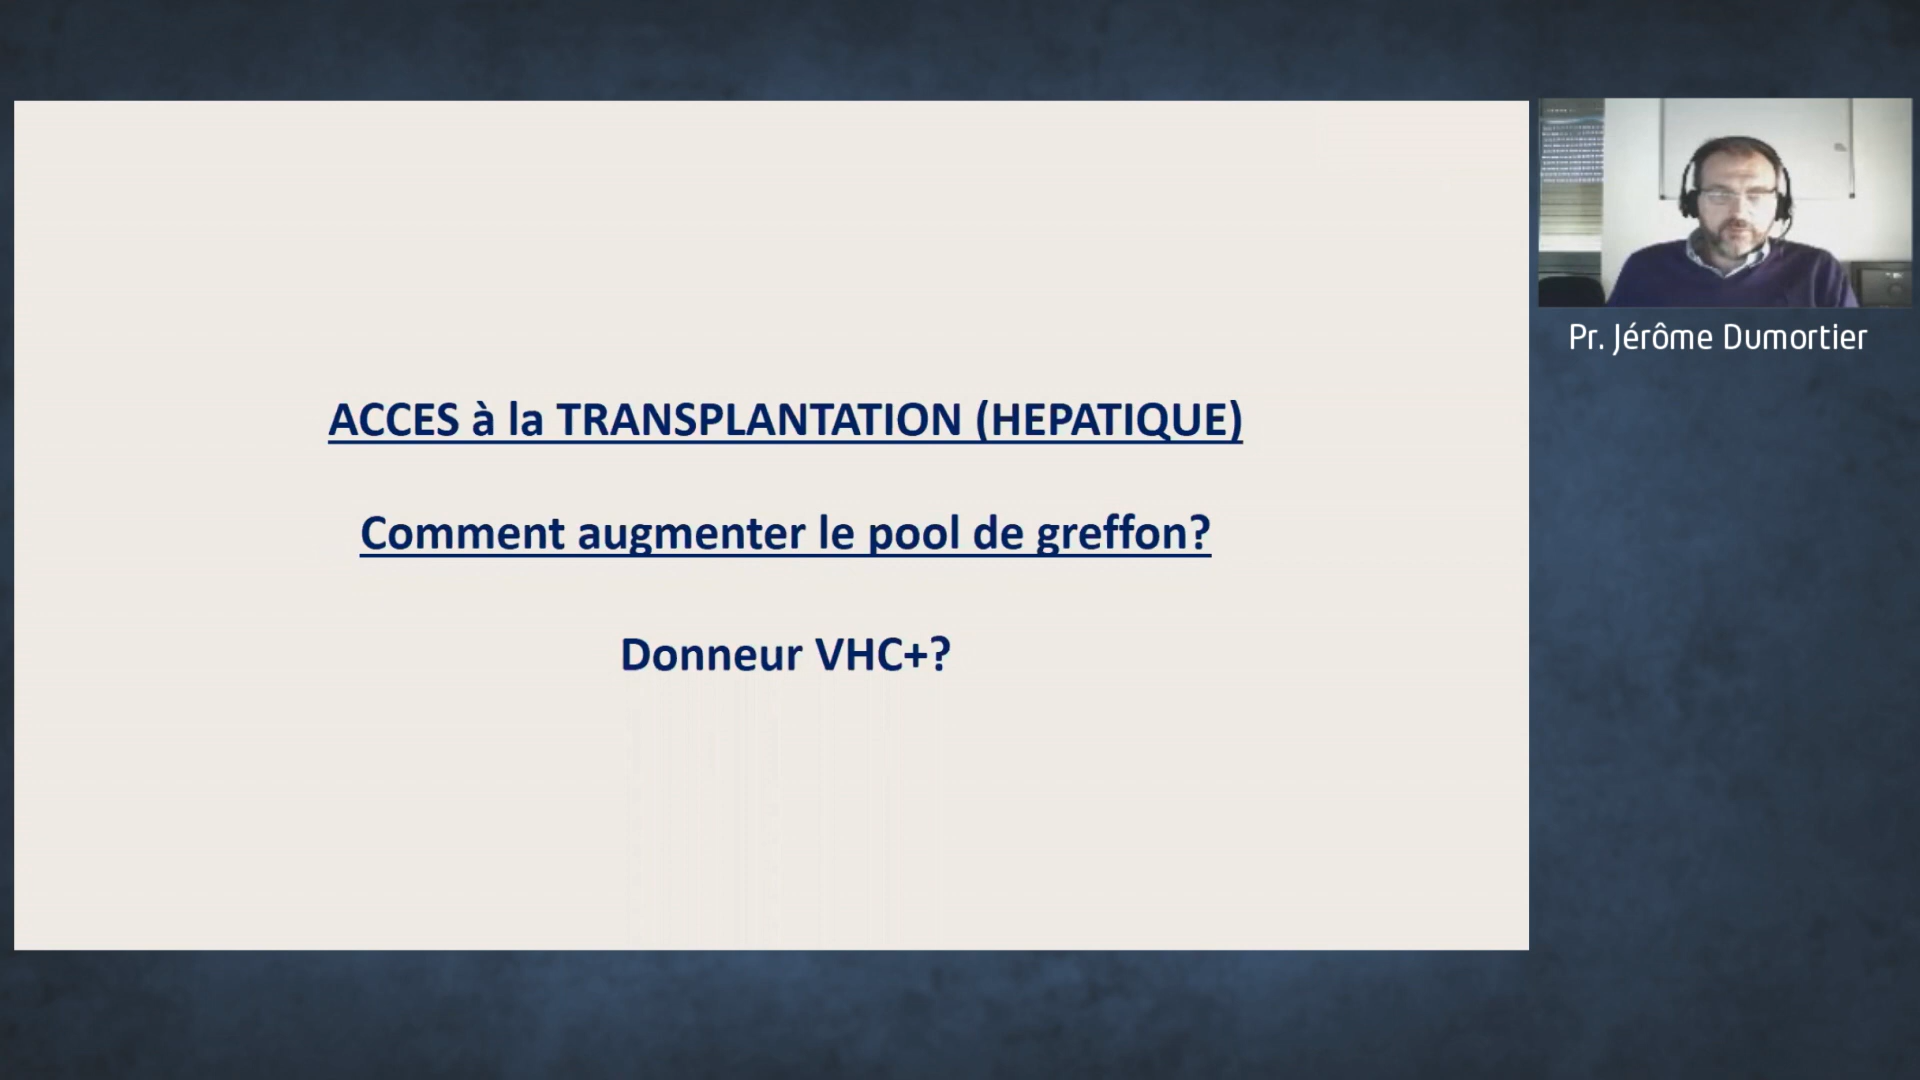 ACCES à la TRANSPLANTATION (HEPATIQUE)
Comment augmenter le pool de greffon?
Donneur VHC+?
Pr. Jérôme Dumortier